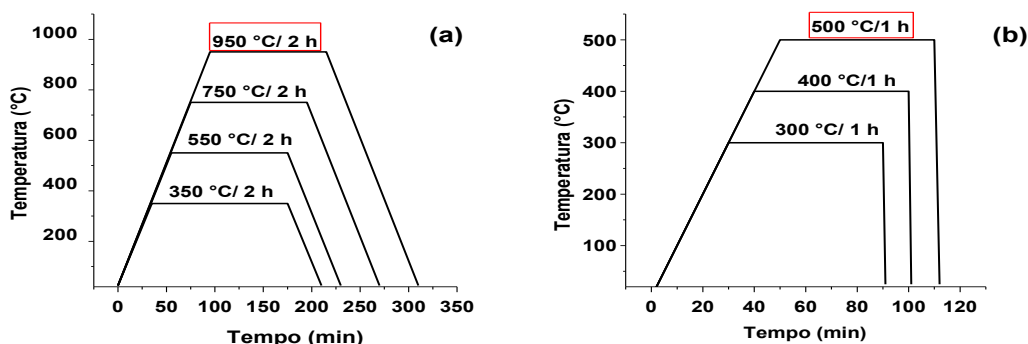 (a)
950 °C/ 2 h
750 °C/ 2 h
550 °C/ 2 h
350 °C/ 2 h
1000
800
600
400
200
Temperatura (°C)
0 50 100 150 200 250 300 350
Tempo (min)
(b)
500 °C/1 h
400 °C/1 h
300 °C/ 1 h
500
400
300
200
100
Temperatura (°C)
0 20 40 60 80 100 120
Tempo (min)